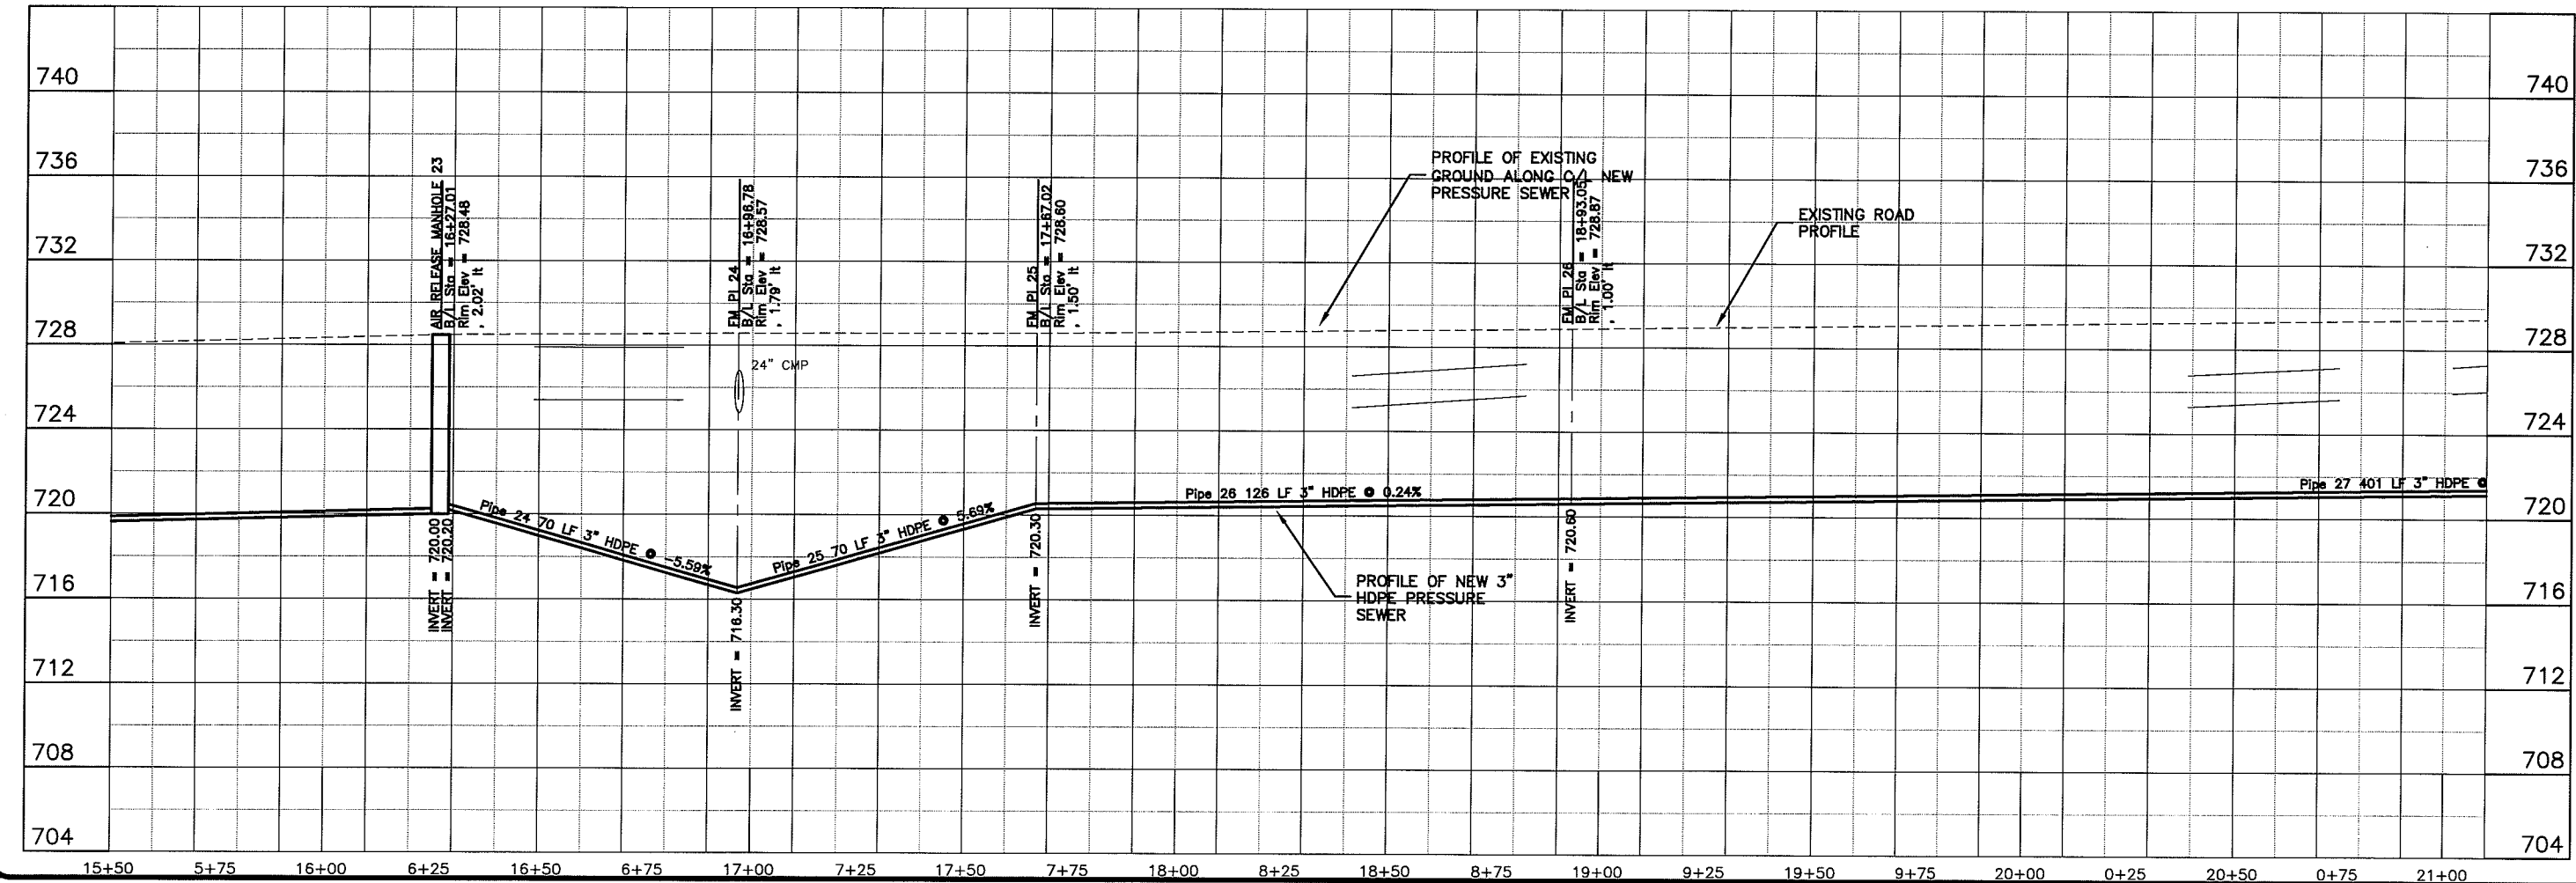 740
740
736
736
732
732
728
728
724
724
720
720
716
716
712
712
708
708
704
704
AIR RELEASE MANHOLE 23
B/L Sta = 16+27.01
Rim Elev = 728.48
, 2.02' lt
FM PI 24
B/L Sta = 16+96.78
Rim Elev = 728.57
, 1.79' lt
FM PI 25
B/L Sta = 17+67.02
Rim Elev = 728.60
, 1.50' lt
PROFILE OF EXISTING
GROUND ALONG C/L NEW
PRESSURE SEWER
FM PI 26
B/L Sta = 18+93.05
Rim Elev = 728.87
, 1.00' lt
EXISTING ROAD
PROFILE
24" CMP
Pipe 24 70 LF 3" HDPE @ -5.59%
Pipe 25 70 LF 3" HDPE @ 5.69%
Pipe 26 126 LF 3" HDPE @ 0.24%
Pipe 27 401 LF 3" HDPE @
INVERT = 720.00
INVERT = 720.20
INVERT = 716.30
INVERT = 720.30
INVERT = 720.60
PROFILE OF NEW 3"
HDPE PRESSURE
SEWER
15+50 5+75 16+00 6+25 16+50 6+75 17+00 7+25 17+50 7+75 18+00 8+25 18+50 8+75 19+00 9+25 19+50 9+75 20+00 0+25 20+50 0+75 21+00